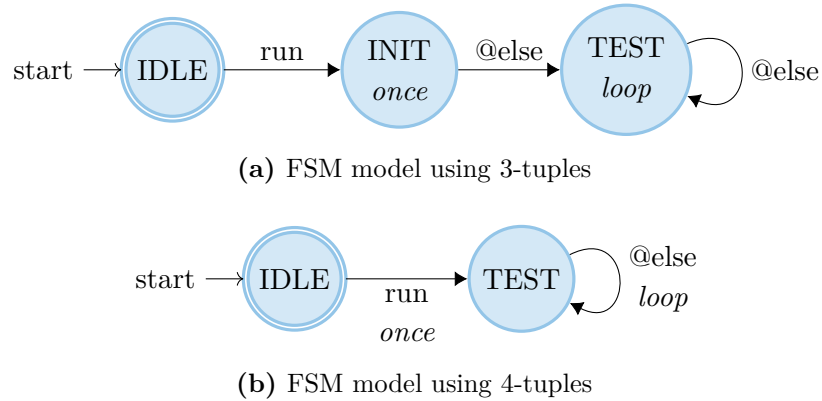 start IDLE run INIT once @else TEST loop @else
(a) FSM model using 3-tuples
start IDLE run once TEST @else loop
(b) FSM model using 4-tuples